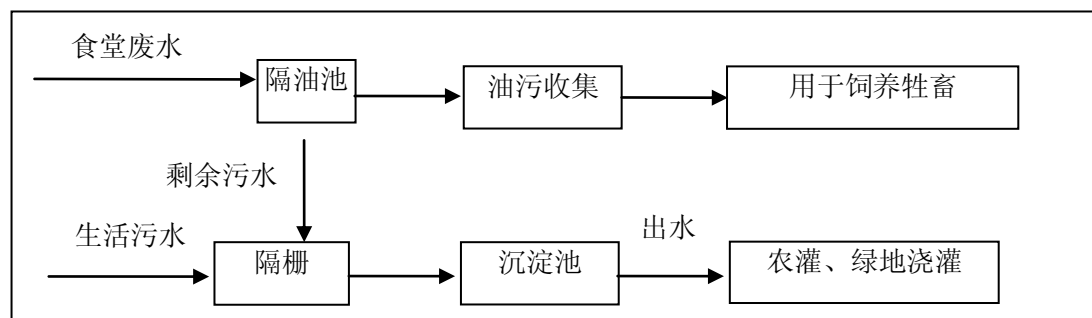 食堂废水
隔油池
油污收集
用于饲养牲畜
剩余污水
生活污水
隔栅
沉淀池
出水
农灌、绿地浇灌